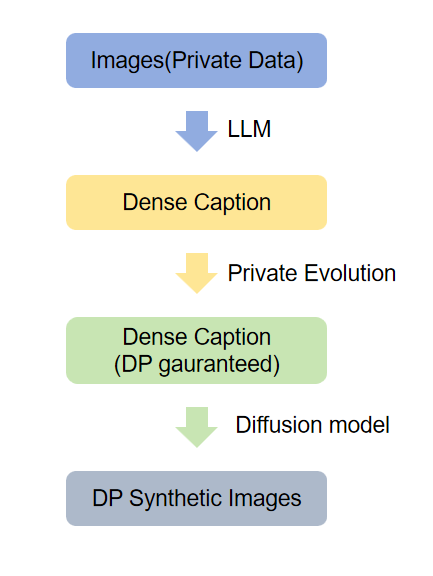 Images(Private Data)
LLM
Dense Caption
Private Evolution
Dense Caption
(DP gauranteed)
Diffusion model
DP Synthetic Images